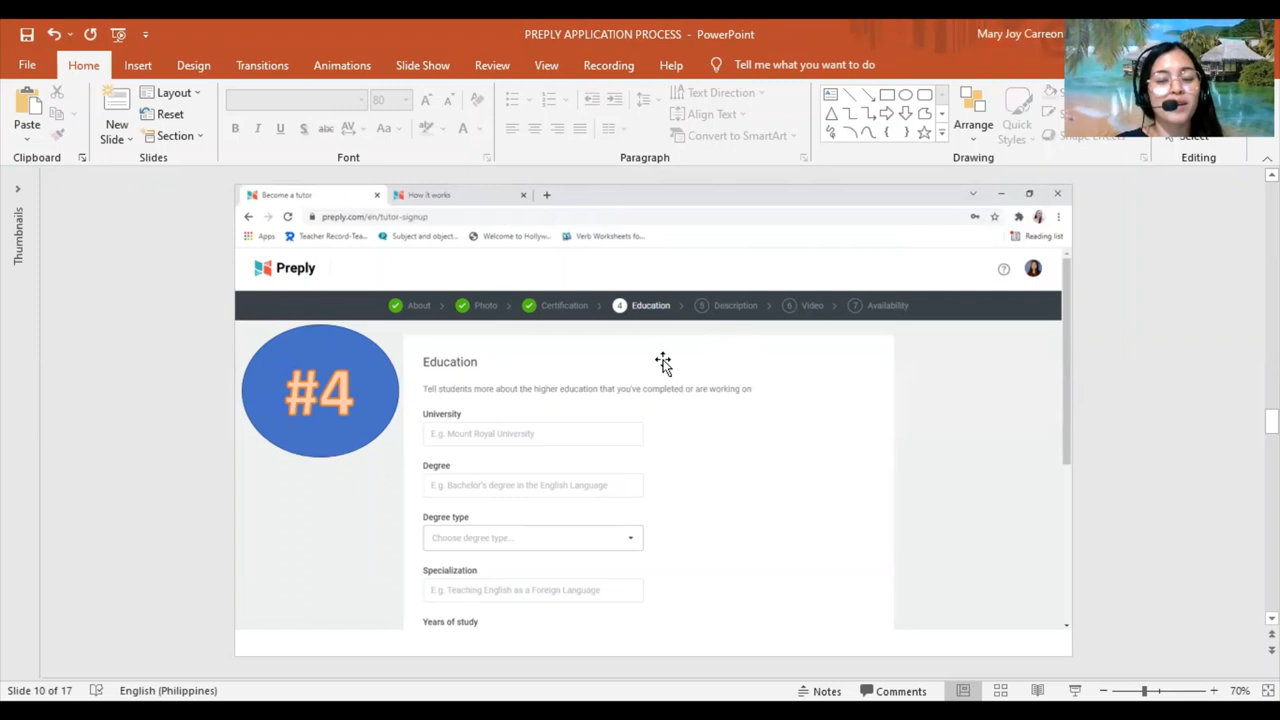 PREPLY APPLICATION PROCESS - PowerPoint
Mary Joy Carreon
File Home Insert Design Transitions Animations Slide Show Review View Recording Help Tell me what you want to do
Paste
Clipboard
New Slide
Layout
Reset
Section
Slides
80
B I U S abc AV Aa A
Font
Text Direction
Align Text
Convert to SmartArt
Paragraph
Arrange
Quick Styles
Drawing
Select
Editing
Thumbnails
Become a tutor
How it works
preply.com/en/tutor-signup
Apps Teacher Record-Tea... Subject and object... Welcome to Hollyw... Verb Worksheets fo... Reading list
Preply
About Photo Certification 4 Education 5 Description 6 Video 7 Availability
#4
Education
Tell students more about the higher education that you've completed or are working on
University
E.g. Mount Royal University
Degree
E.g. Bachelor's degree in the English Language
Degree type
Choose degree type...
Specialization
E.g. Teaching English as a Foreign Language
Years of study
Slide 10 of 17 English (Philippines) Notes Comments 70%